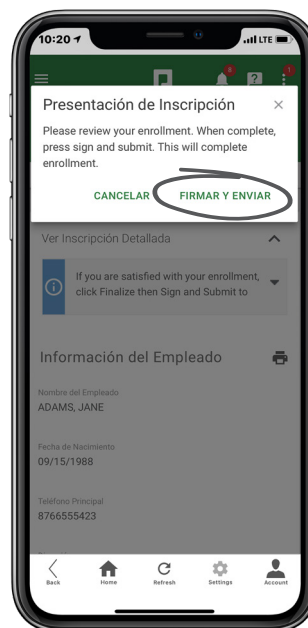 10:20
LTE
8
?
1
Presentación de Inscripción
Please review your enrollment. When complete,
press sign and submit. This will complete
enrollment.
CANCELAR FIRMAR Y ENVIAR
Ver Inscripción Detallada
If you are satisfied with your enrollment,
click Finalize then Sign and Submit to
Información del Empleado
Nombre del Empleado
ADAMS, JANE
Fecha de Nacimiento
09/15/1988
Teléfono Principal
8766555423
Back Home Refresh Settings Account